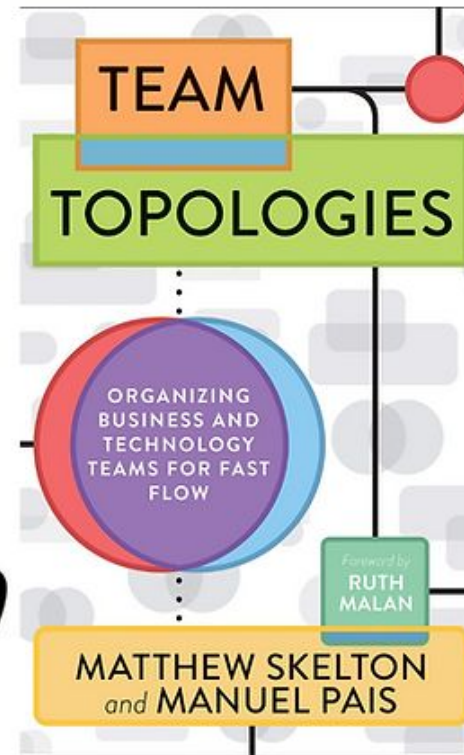 TEAM
TOPOLOGIES
ORGANIZING
BUSINESS AND
TECHNOLOGY
TEAMS FOR FAST
FLOW
Foreword by
RUTH
MALAN
MATTHEW SKELTON
and MANUEL PAIS